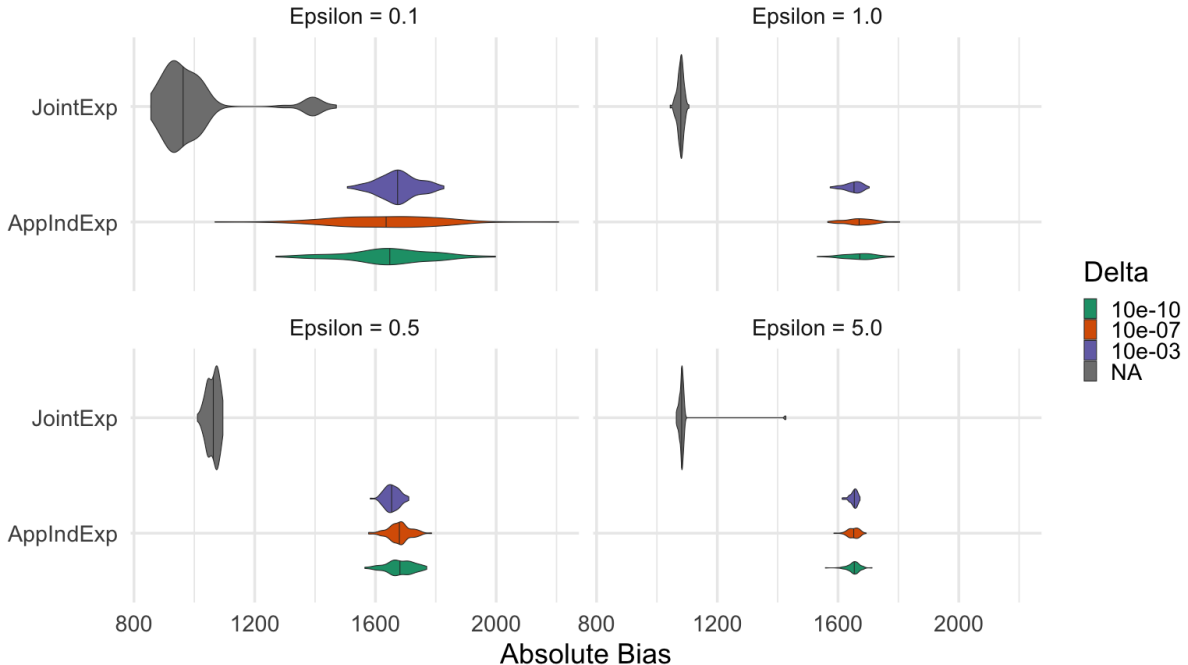 Epsilon = 0.1
Epsilon = 1.0
JointExp
AppIndExp
Epsilon = 0.5
Epsilon = 5.0
JointExp
AppIndExp
800 1200 1600 2000 800 1200 1600 2000
Absolute Bias
Delta
10e-10
10e-07
10e-03
NA